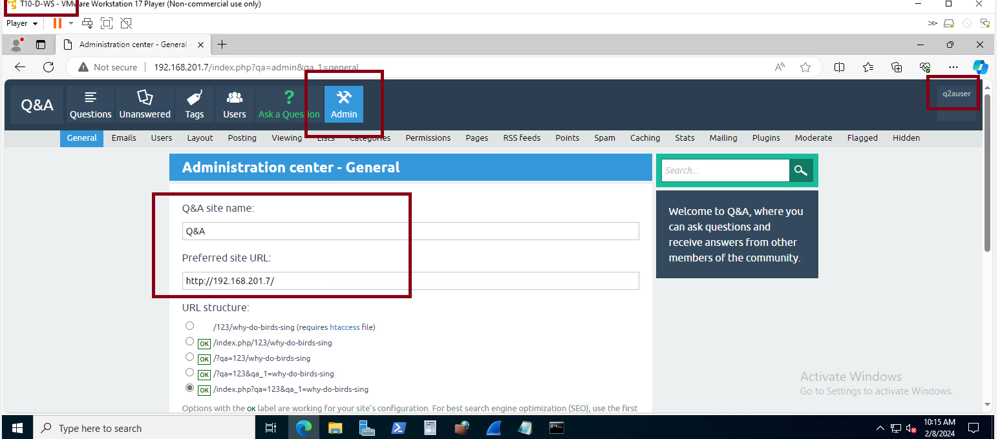 T10-D-WS - VMware Workstation 17 Player (Non-commercial use only)
Player
Administration center - General -
Not secure 192.168.201.7/index.php?qa=admin&qa_1=general
Q&A
Questions Unanswered Tags Users Ask a Question Admin
q2auser
General Emails Users Layout Posting Viewing Lists Categories Permissions Pages RSS feeds Points Spam Caching Stats Mailing Plugins Moderate Flagged Hidden
Administration center - General
Search...
Q&A site name:
Q&A
Preferred site URL:
http://192.168.201.7/
Welcome to Q&A, where you
can ask questions and
receive answers from other
members of the community.
URL structure:
/123/why-do-birds-sing (requires htaccess file)
OK /index.php/123/why-do-birds-sing
OK /?qa=123/why-do-birds-sing
OK /?qa=123&qa_1=why-do-birds-sing
OK /index.php?qa=123&qa_1=why-do-birds-sing
Options with the OK label are working for your site's configuration. For best search engine optimization (SEO), use the first
Activate Windows
Go to Settings to activate Windows.
Type here to search
10:15 AM
2/8/2024